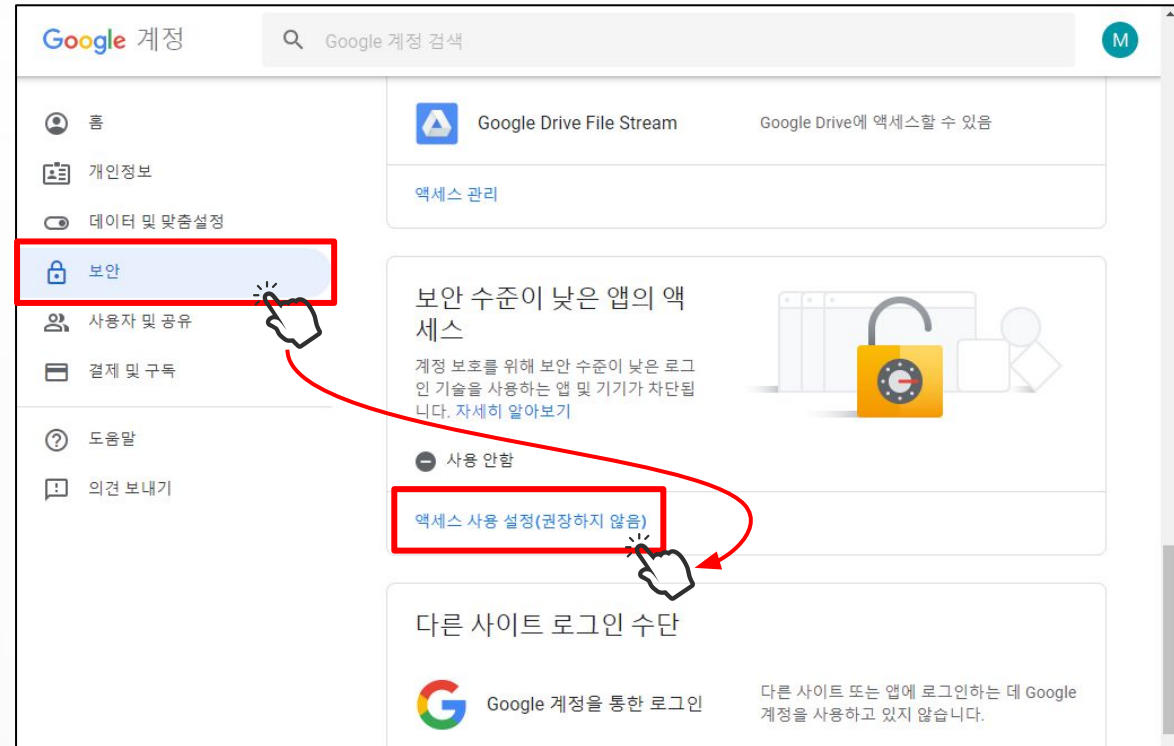 Google 계정
Google 계정 검색
M
홈
개인정보
데이터 및 맞춤설정
보안
사용자 및 공유
결제 및 구독
도움말
의견 보내기
Google Drive File Stream
Google Drive에 액세스할 수 있음
액세스 관리
보안 수준이 낮은 앱의 액
세스
계정 보호를 위해 보안 수준이 낮은 로그
인 기술을 사용하는 앱 및 기기가 차단됩
니다. 자세히 알아보기
사용 안함
액세스 사용 설정(권장하지 않음)
다른 사이트 로그인 수단
Google 계정을 통한 로그인
다른 사이트 또는 앱에 로그인하는 데 Google
계정을 사용하고 있지 않습니다.